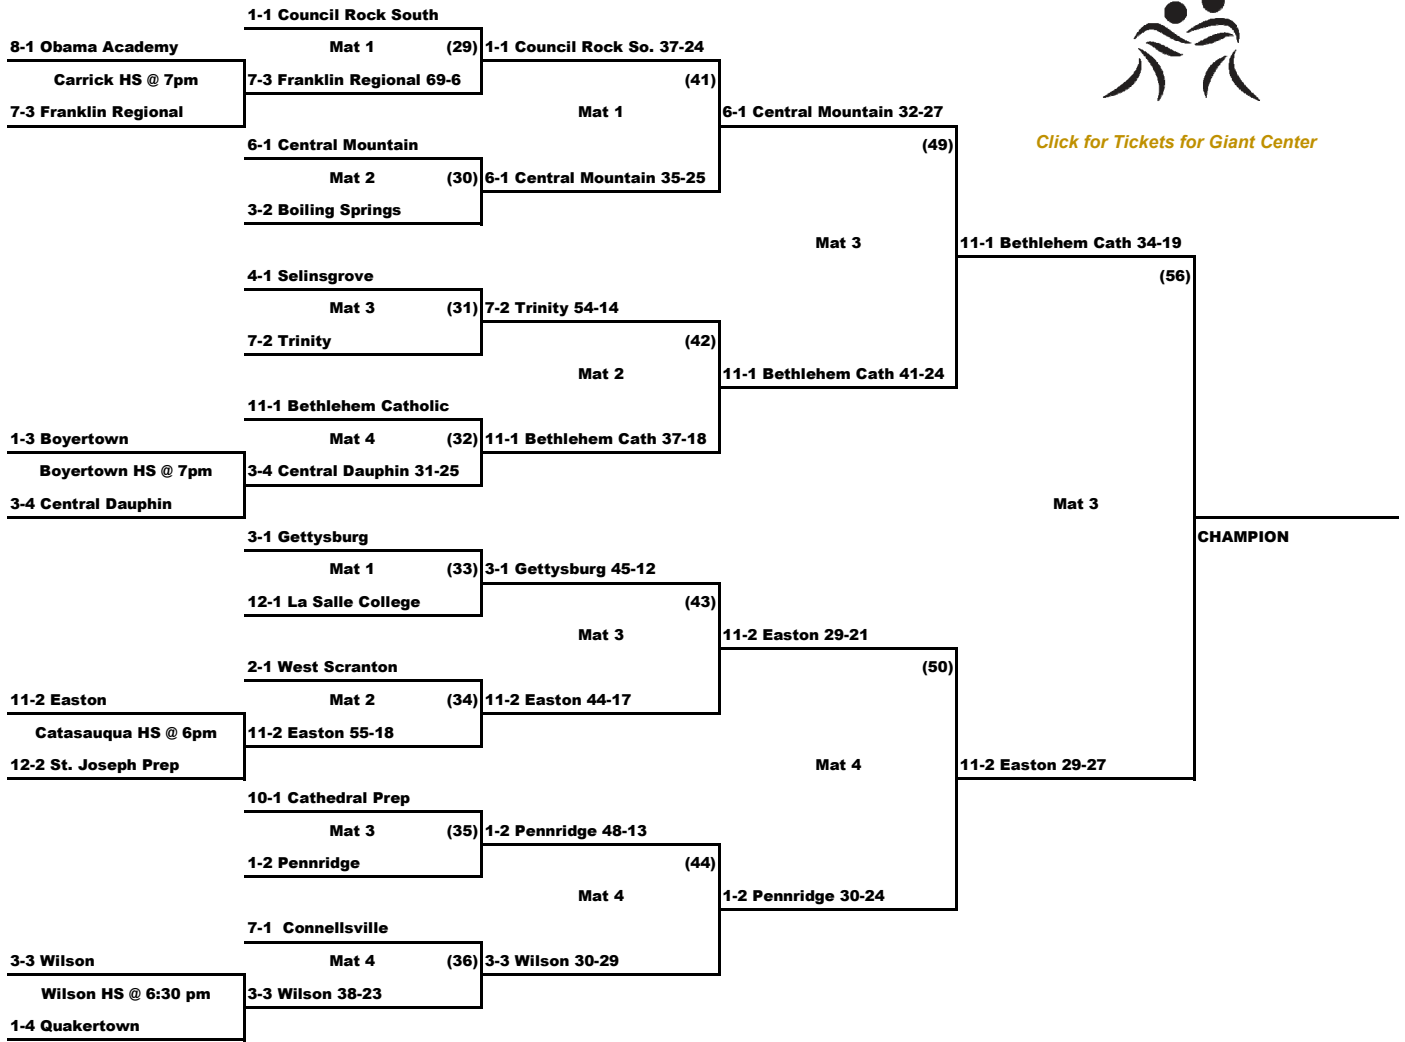 1-1 Council Rock South
8-1 Obama Academy
Mat 1
(29)
1-1 Council Rock So. 37-24
Carrick HS @ 7pm
7-3 Franklin Regional 69-6
(41)
7-3 Franklin Regional
Mat 1
6-1 Central Mountain 32-27
6-1 Central Mountain
(49)
Click for Tickets for Giant Center
Mat 2
(30)
6-1 Central Mountain 35-25
3-2 Boiling Springs
Mat 3
11-1 Bethlehem Cath 34-19
4-1 Selinsgrove
(56)
Mat 3
(31)
7-2 Trinity 54-14
7-2 Trinity
(42)
Mat 2
11-1 Bethlehem Cath 41-24
11-1 Bethlehem Catholic
1-3 Boyertown
Mat 4
(32)
11-1 Bethlehem Cath 37-18
Boyertown HS @ 7pm
3-4 Central Dauphin 31-25
3-4 Central Dauphin
Mat 3
3-1 Gettysburg
CHAMPION
Mat 1
(33)
3-1 Gettysburg 45-12
12-1 La Salle College
(43)
Mat 3
11-2 Easton 29-21
2-1 West Scranton
(50)
11-2 Easton
Mat 2
(34)
11-2 Easton 44-17
Catasauqua HS @ 6pm
11-2 Easton 55-18
12-2 St. Joseph Prep
Mat 4
11-2 Easton 29-27
10-1 Cathedral Prep
Mat 3
(35)
1-2 Pennridge 48-13
1-2 Pennridge
(44)
Mat 4
1-2 Pennridge 30-24
7-1 Connellsville
3-3 Wilson
Mat 4
(36)
3-3 Wilson 30-29
Wilson HS @ 6:30 pm
3-3 Wilson 38-23
1-4 Quakertown